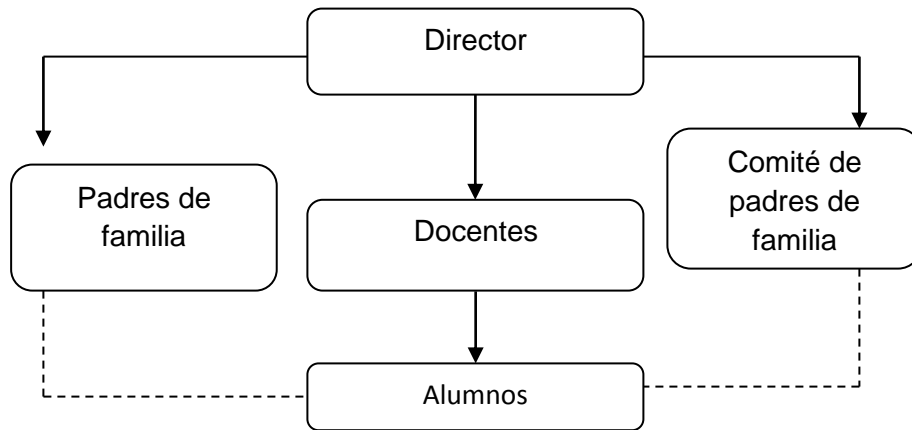 Director
Padres de
familia
Docentes
Comité de
padres de
familia
Alumnos